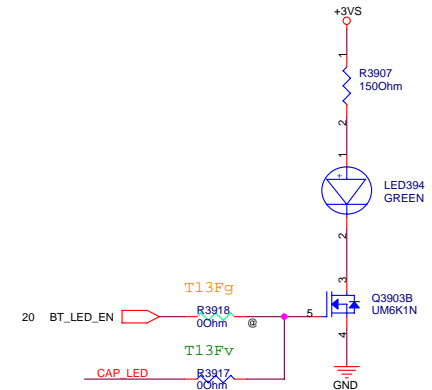 +3VS
1
R3907
150Ohm
2
1
+
LED394
GREEN
2
T13Fg
3
Q3903B
UM6K1N
20 BT_LED_EN
R3918
0Ohm
@
5
4
T13Fv
CAP_LED
R3917
0Ohm
GND